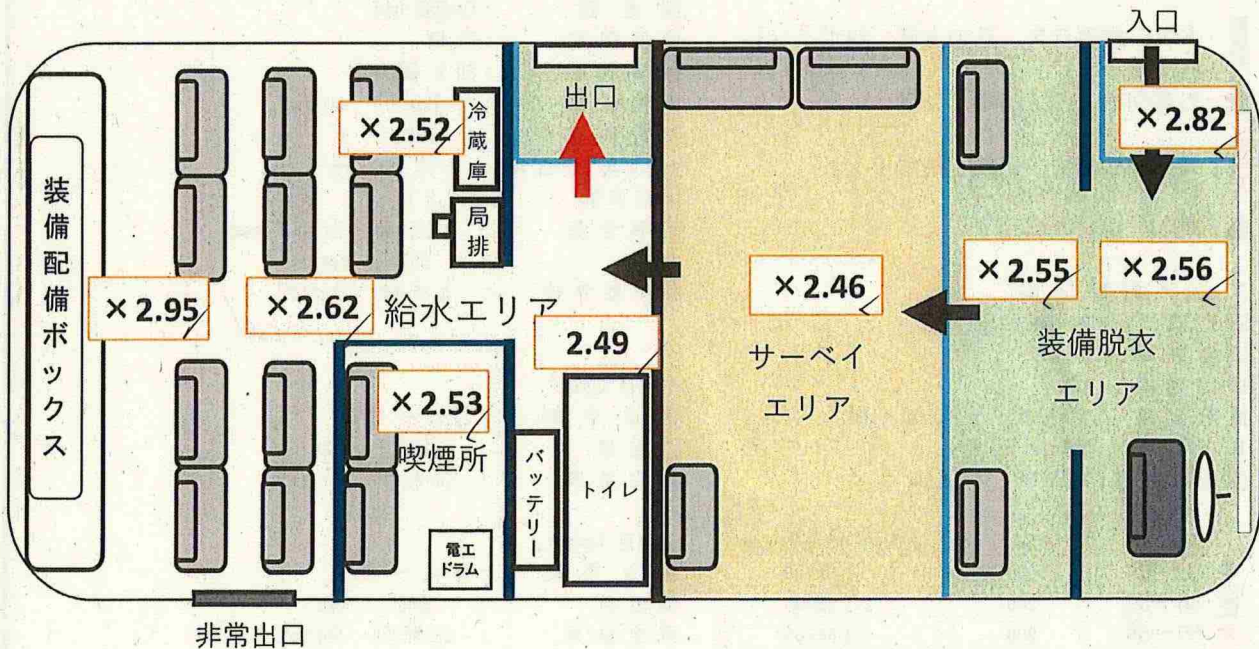 入口
冷蔵庫
出口
×2.52
×2.82
装備配備ボックス
局排
×2.95
×2.62
給水エリア
2.49
×2.46
×2.55
×2.56
サーベイ
エリア
装備脱衣
エリア
×2.53
喫煙所
バッテリー
トイレ
電工
ドラム
非常出口